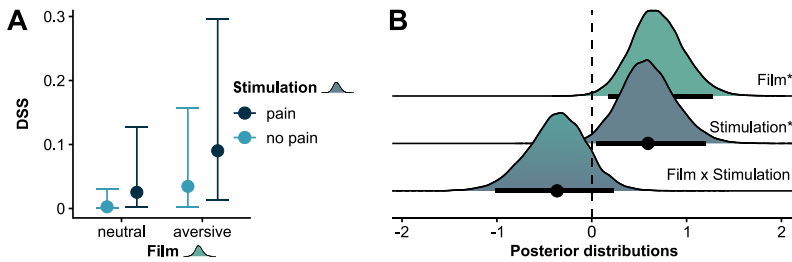 A
DSS
0.3
0.2
0.1
0
neutral
aversive
Film
Stimulation
pain
no pain
B
Film*
Stimulation*
Film x Stimulation
-2
-1
0
1
2
Posterior distributions